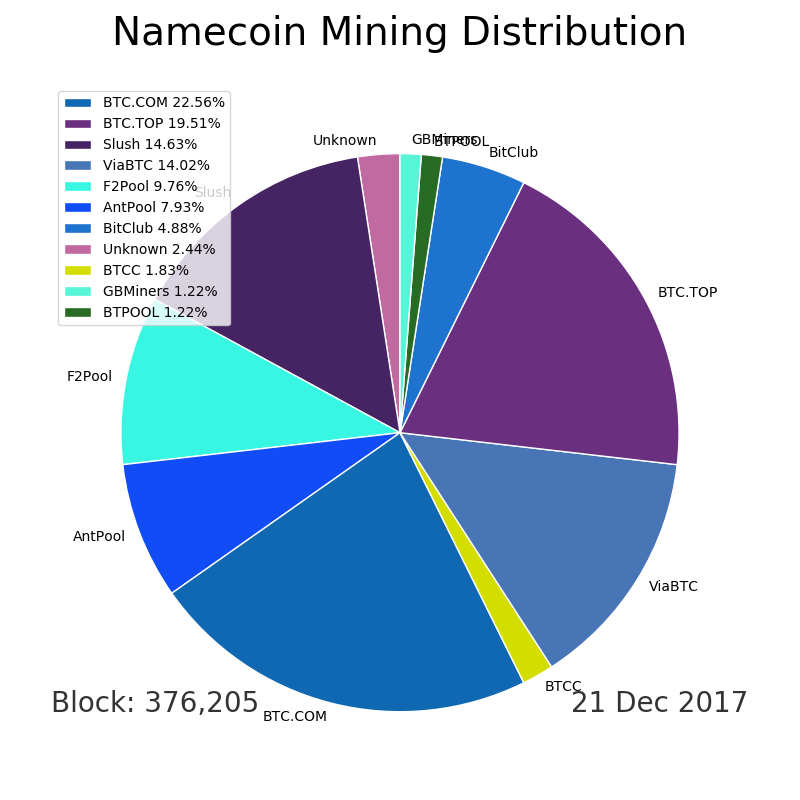 Namecoin Mining Distribution
BTC.COM 22.56%
BTC.TOP 19.51%
Slush 14.63%
ViaBTC 14.02%
F2Pool 9.76%
AntPool 7.93%
BitClub 4.88%
Unknown 2.44%
BTCC 1.83%
GBMiners 1.22%
BTPOOL 1.22%
Unknown
GBMiners
BTPOOL
BitClub
Slush
BTC.TOP
F2Pool
AntPool
ViaBTC
BTCC
BTC.COM
Block: 376,205
21 Dec 2017